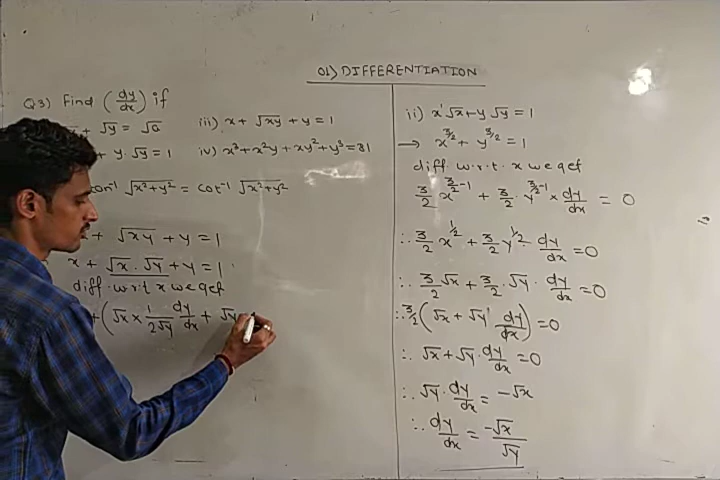 01) DIFFERENTIATION
Q3) Find (dy/dx) if
+ √y = √a iii) x + √xy + y = 1
+ y √y = 1 iv) x³ + x²y + xy² + y³ = 81
√x²+y² = cot⁻¹ √x²+y²
+ √xy + y = 1
x + √x · √y + y = 1
diff. w.r.t x we get
+ (√x × 1/2√y dy/dx + √y
ii) x¹√x + y √y = 1
→ x^3/2 + y^3/2 = 1
diff w.r.t. x we get
3/2 x^3/2-1 + 3/2 y^3/2-1 × dy/dx = 0
∴ 3/2 x^1/2 + 3/2 y^1/2 dy/dx = 0
∴ 3/2 √x + 3/2 · √y · dy/dx = 0
∴ 3/2 (√x + √y dy/dx) = 0
∴ √x + √y · dy/dx = 0
∴ √y · dy/dx = -√x
∴ dy/dx = -√x/√y